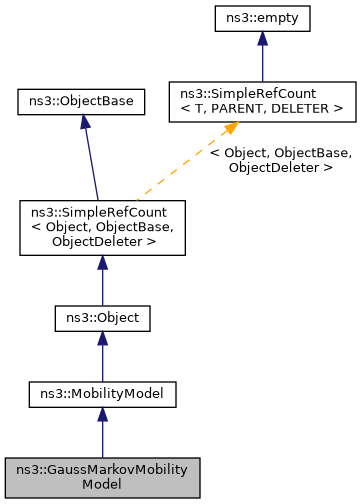 ns3::empty
ns3::SimpleRefCount
< T, PARENT, DELETER >
ns3::ObjectBase
< Object, ObjectBase,
ObjectDeleter >
ns3::SimpleRefCount
< Object, ObjectBase,
ObjectDeleter >
ns3::Object
ns3::MobilityModel
ns3::GaussMarkovMobility
Model